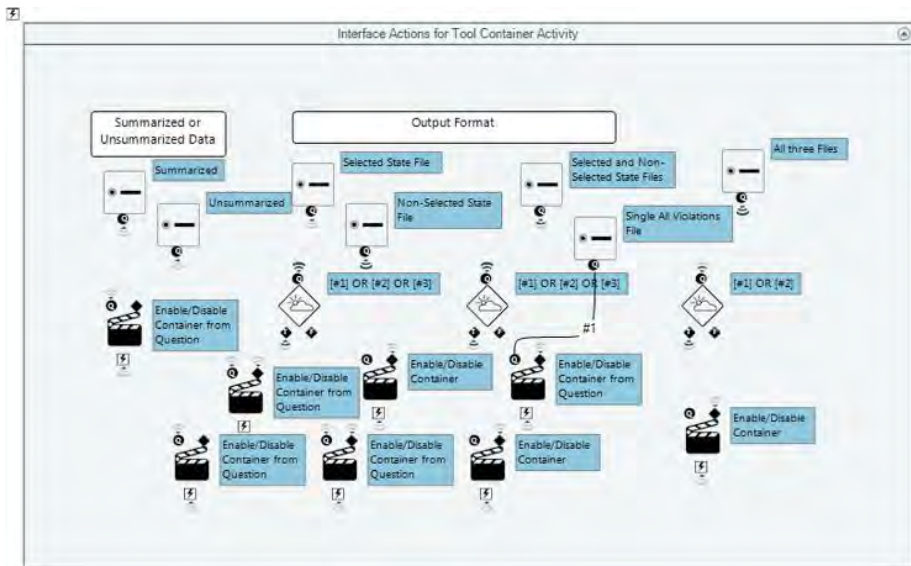 Interface Actions for Tool Container Activity
Summarized or
Unsummarized Data
Output Format
Summarized
Unsummarized
Selected State File
Non-Selected State
File
Selected and Non-
Selected State Files
Single All Violations
File
All three Files
[#1] OR [#2] OR [#3]
[#1] OR [#2] OR [#3]
[#1] OR [#2]
#1
Enable/Disable
Container from
Question
Enable/Disable
Container from
Question
Enable/Disable
Container
Enable/Disable
Container from
Question
Enable/Disable
Container
Enable/Disable
Container from
Question
Enable/Disable
Container from
Question
Enable/Disable
Container